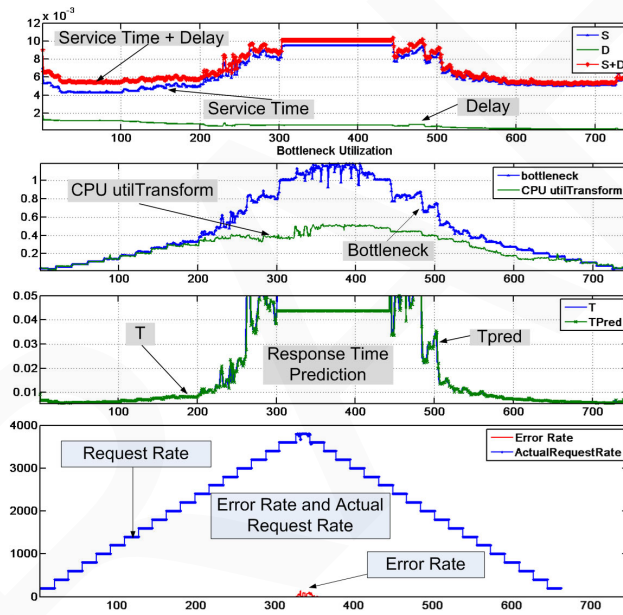 x 10⁻³
12
10
8
6
4
2
Service Time + Delay
Service Time
Delay
S
D
S+D
100 200 300 400 500 600 700
Bottleneck Utilization
1
0.8
0.6
0.4
0.2
CPU utilTransform
Bottleneck
bottleneck
CPU utilTransform
100 200 300 400 500 600 700
0.05
0.04
0.03
0.02
0.01
T
Response Time
Prediction
Tpred
T
TPred
100 200 300 400 500 600 700
4000
3000
2000
1000
0
Request Rate
Error Rate and Actual
Request Rate
Error Rate
Error Rate
ActualRequestRate
100 200 300 400 500 600 700